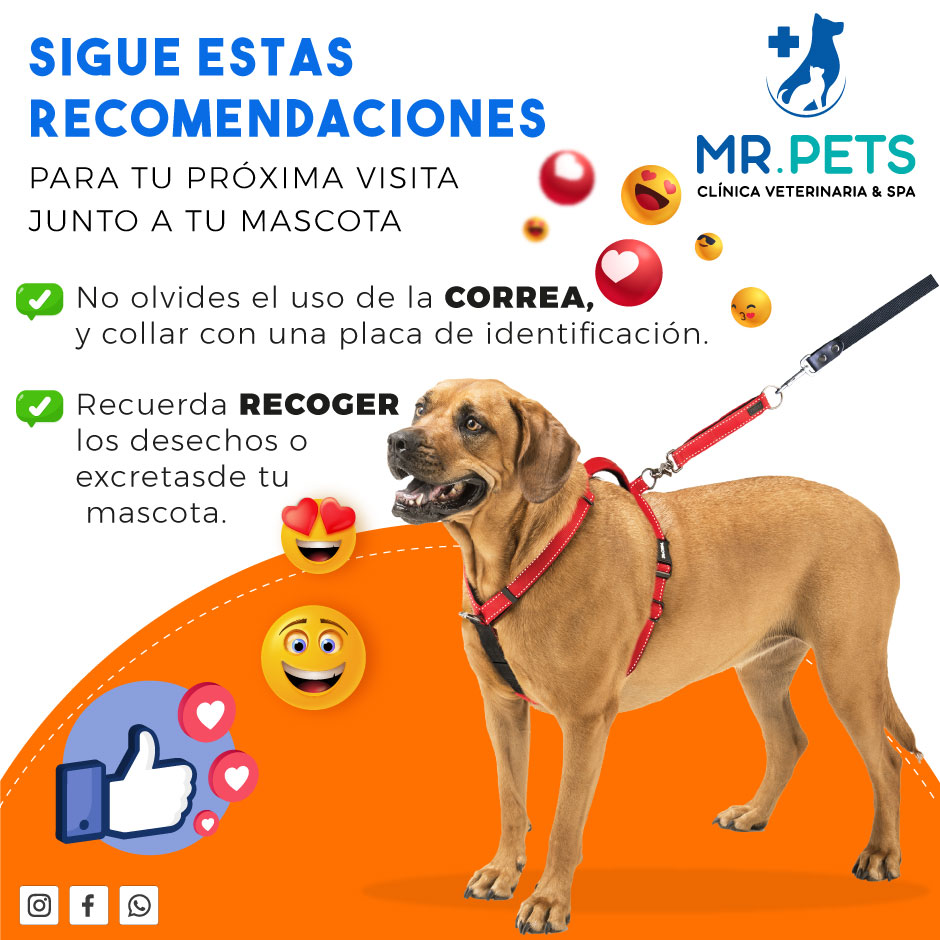 SIGUE ESTAS
RECOMENDACIONES
PARA TU PRÓXIMA VISITA
JUNTO A TU MASCOTA
MR.PETS
CLÍNICA VETERINARIA & SPA
No olvides el uso de la CORREA,
y collar con una placa de identificación.
Recuerda RECOGER
los desechos o
excretasde tu
mascota.